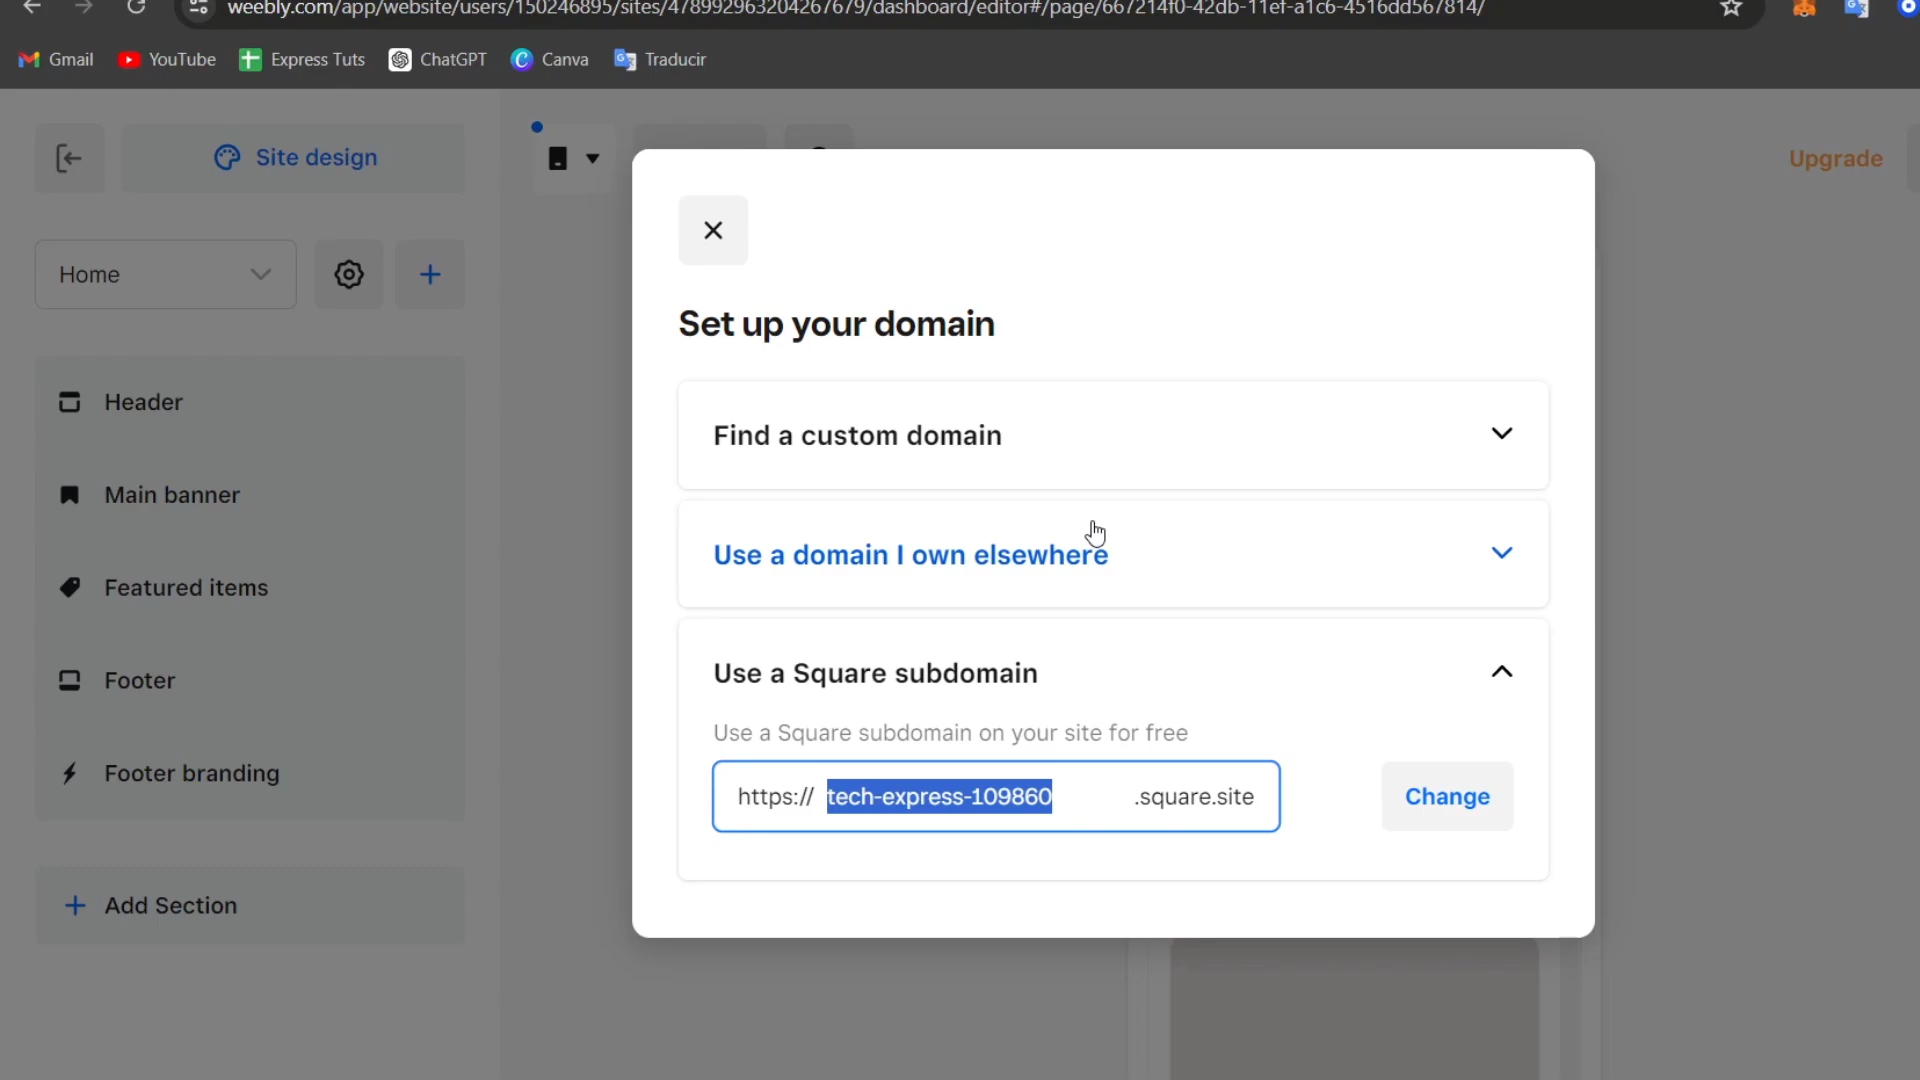 weebly.com/app/website/users/150246895/sites/478992963204267679/dashboard/editor#/page/667214f0-42db-11ef-a1c6-4516dd567814/
Gmail YouTube Express Tuts ChatGPT Canva Traducir
Site design
Upgrade
Home
Header
Main banner
Featured items
Footer
Footer branding
Add Section
Set up your domain
Find a custom domain
Use a domain I own elsewhere
Use a Square subdomain
Use a Square subdomain on your site for free
https:// tech-express-109860 .square.site
Change